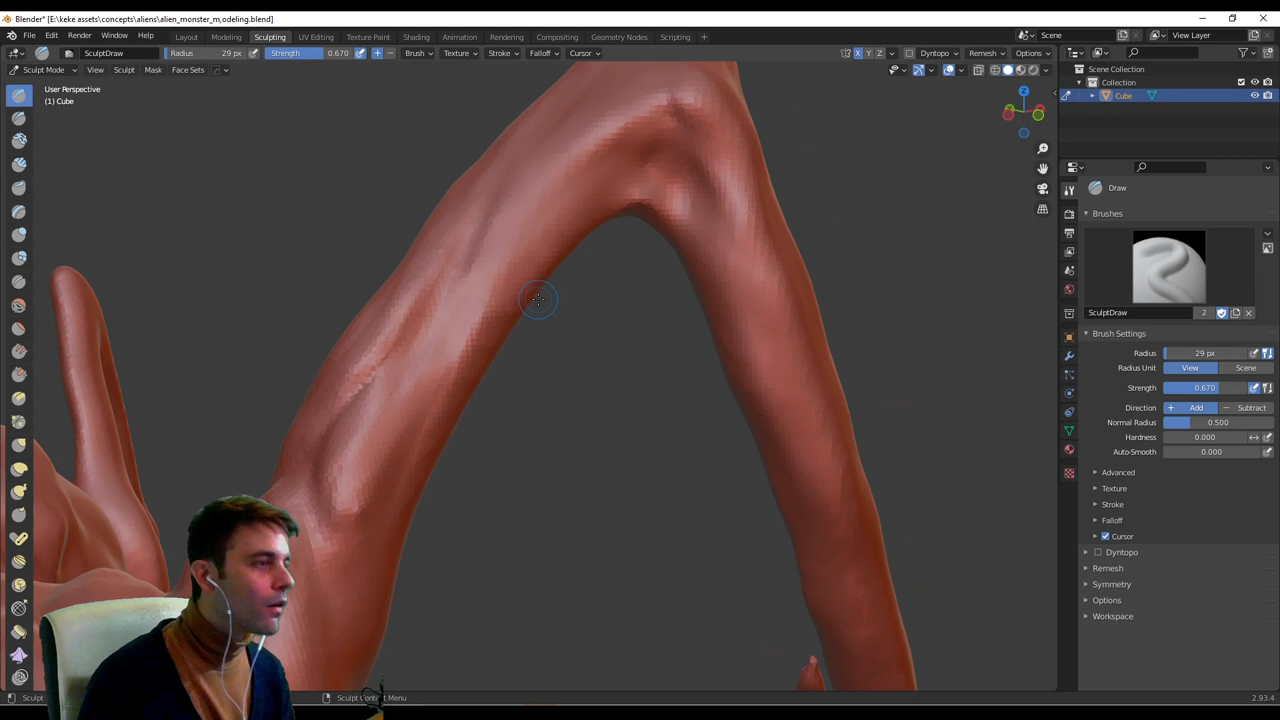 Blender* [E:\keke assets\concepts\aliens\alien_monster_m,odeling.blend]
File Edit Render Window Help Layout Modeling Sculpting UV Editing Texture Paint Shading Animation Rendering Compositing Geometry Nodes Scripting + Scene View Layer
SculptDraw Radius 29 px Strength 0.670 + − Brush Texture Stroke Falloff Cursor X Y Z Dyntopo Remesh Options
Sculpt Mode View Sculpt Mask Face Sets
User Perspective
(1) Cube
Z
Scene Collection
Collection
Cube
Draw
Brushes
SculptDraw 2
Brush Settings
Radius 29 px
Radius Unit View Scene
Strength 0.670
Direction + Add − Subtract
Normal Radius 0.500
Hardness 0.000
Auto-Smooth 0.000
Advanced
Texture
Stroke
Falloff
Cursor
Dyntopo
Remesh
Symmetry
Options
Workspace
Sculpt Sculpt Context Menu 2.93.4